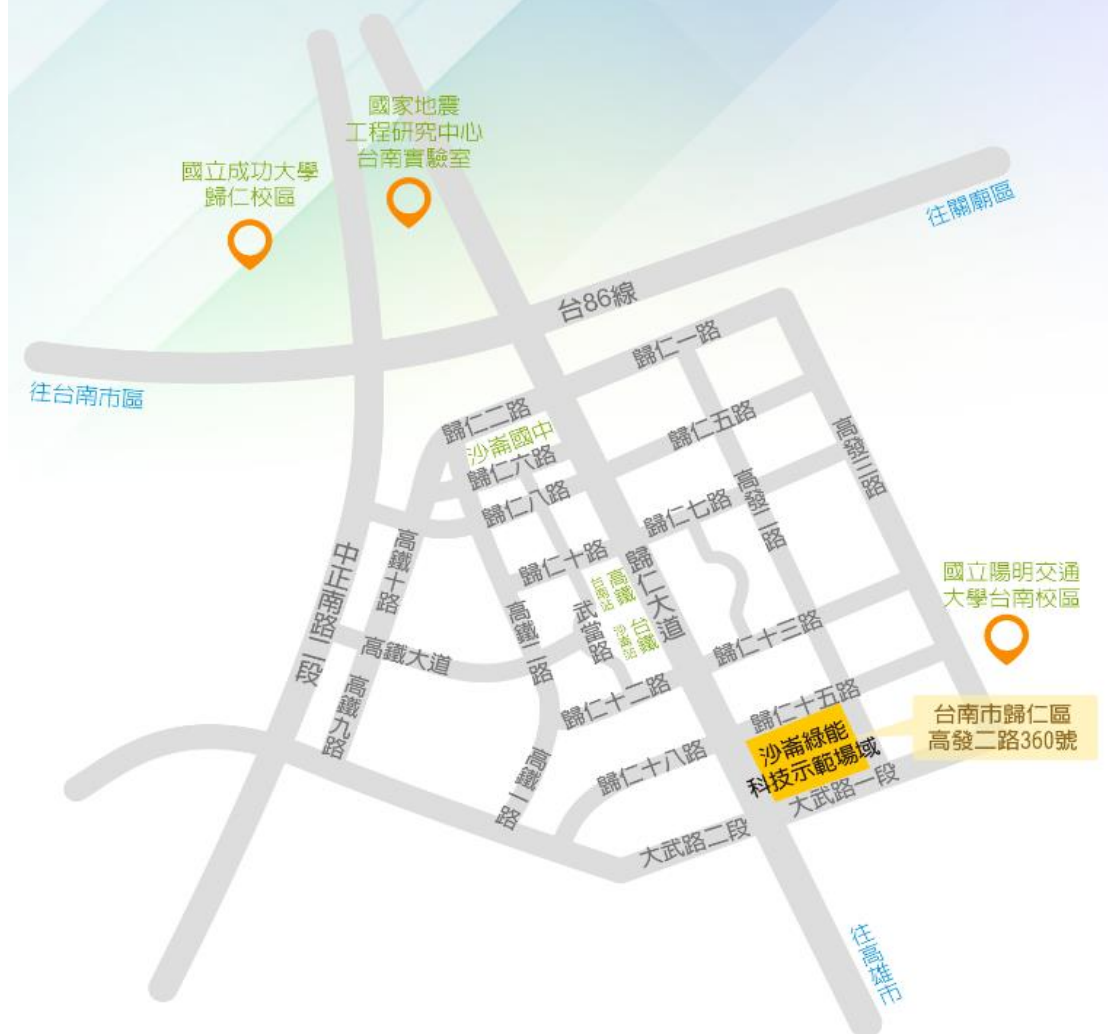 國家地震
工程研究中心
台南實驗室
國立成功大學
歸仁校區
往關廟區
台86線
往台南市區
歸仁一路
歸仁二路
沙崙國中
歸仁六路
歸仁五路
高發三路
歸仁八路
歸仁七路
高發二路
高鐵十路
歸仁十路
歸仁大道
中正南路二段
高鐵
台南站
武當路
台鐵
沙崙站
國立陽明交通
大學台南校區
高鐵大道
高鐵二路
歸仁十三路
高鐵九路
歸仁十二路
歸仁十五路
台南市歸仁區
高發二路360號
沙崙綠能
科技示範場域
高鐵一路
歸仁十八路
大武路一段
大武路二段
往高雄市